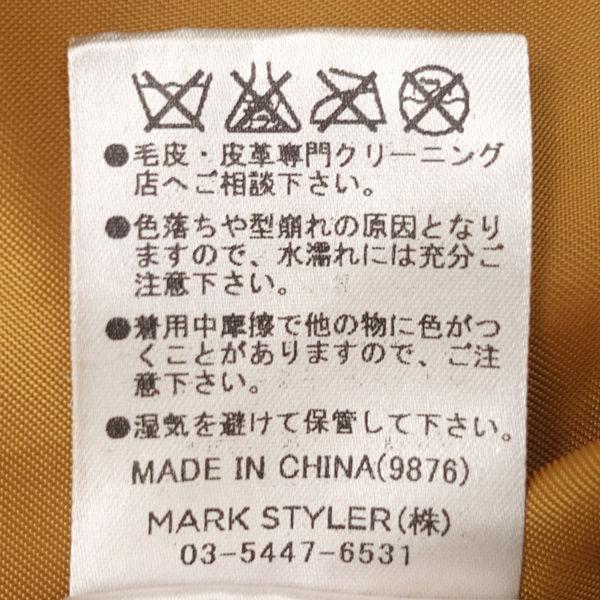 ●毛皮・皮革専門クリーニング
店へご相談下さい。
●色落ちや型崩れの原因となり
ますので、水濡れには充分ご
注意下さい。
●着用中摩擦で他の物に色がつ
くことがありますので、ご注
意下さい。
●湿気を避けて保管して下さい。
MADE IN CHINA(9876)
MARK STYLER(株)
03-5447-6531